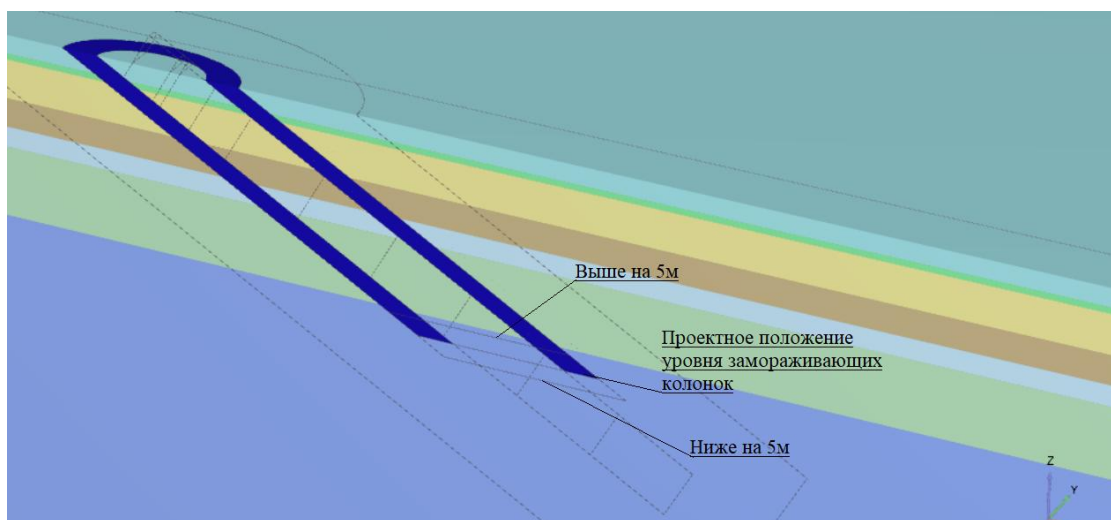 Выше на 5м
Проектное положение
уровня замораживающих
колонок
Ниже на 5м
Z
Y